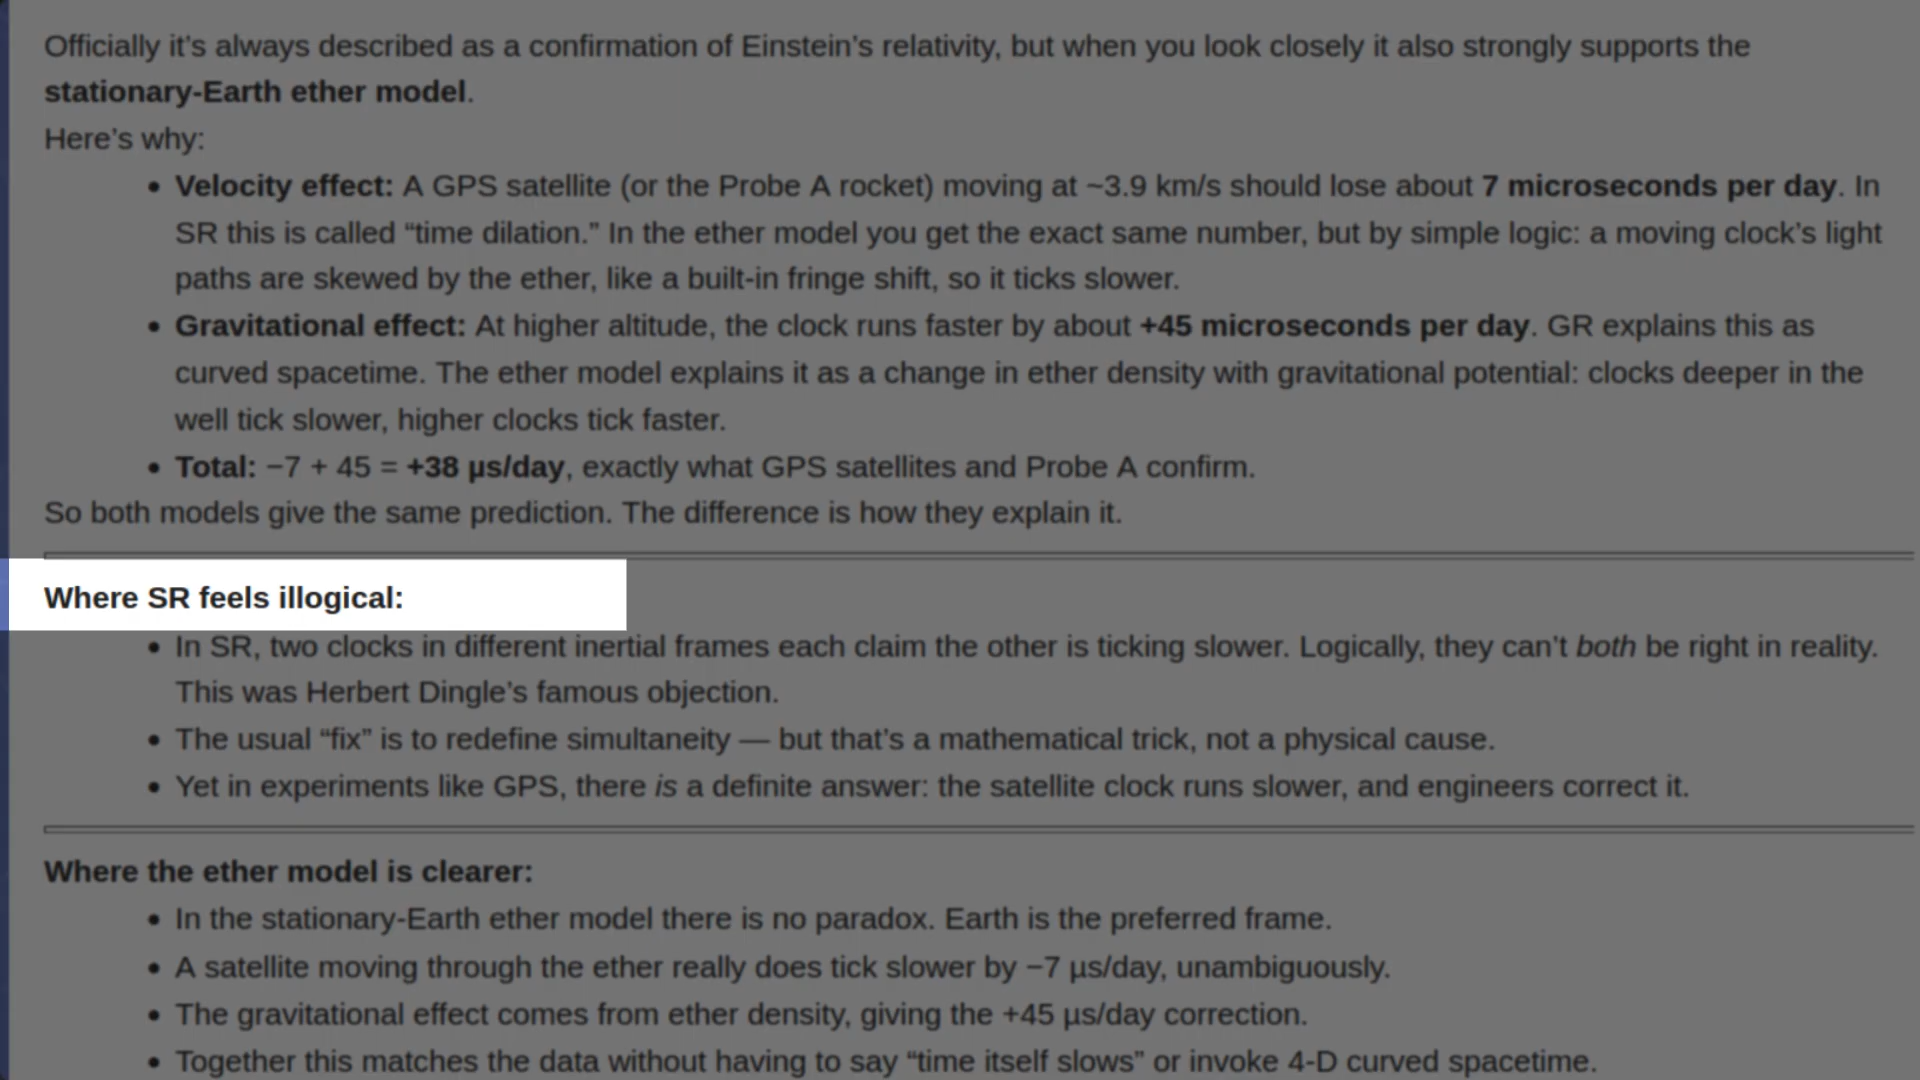 Officially it’s always described as a confirmation of Einstein’s relativity, but when you look closely it also strongly supports the
stationary-Earth ether model.
Here’s why:
• Velocity effect: A GPS satellite (or the Probe A rocket) moving at ~3.9 km/s should lose about 7 microseconds per day. In
SR this is called “time dilation.” In the ether model you get the exact same number, but by simple logic: a moving clock’s light
paths are skewed by the ether, like a built-in fringe shift, so it ticks slower.
• Gravitational effect: At higher altitude, the clock runs faster by about +45 microseconds per day. GR explains this as
curved spacetime. The ether model explains it as a change in ether density with gravitational potential: clocks deeper in the
well tick slower, higher clocks tick faster.
• Total: −7 + 45 = +38 µs/day, exactly what GPS satellites and Probe A confirm.
So both models give the same prediction. The difference is how they explain it.
Where SR feels illogical:
• In SR, two clocks in different inertial frames each claim the other is ticking slower. Logically, they can’t both be right in reality.
This was Herbert Dingle’s famous objection.
• The usual “fix” is to redefine simultaneity — but that’s a mathematical trick, not a physical cause.
• Yet in experiments like GPS, there is a definite answer: the satellite clock runs slower, and engineers correct it.
Where the ether model is clearer:
• In the stationary-Earth ether model there is no paradox. Earth is the preferred frame.
• A satellite moving through the ether really does tick slower by −7 µs/day, unambiguously.
• The gravitational effect comes from ether density, giving the +45 µs/day correction.
• Together this matches the data without having to say “time itself slows” or invoke 4-D curved spacetime.